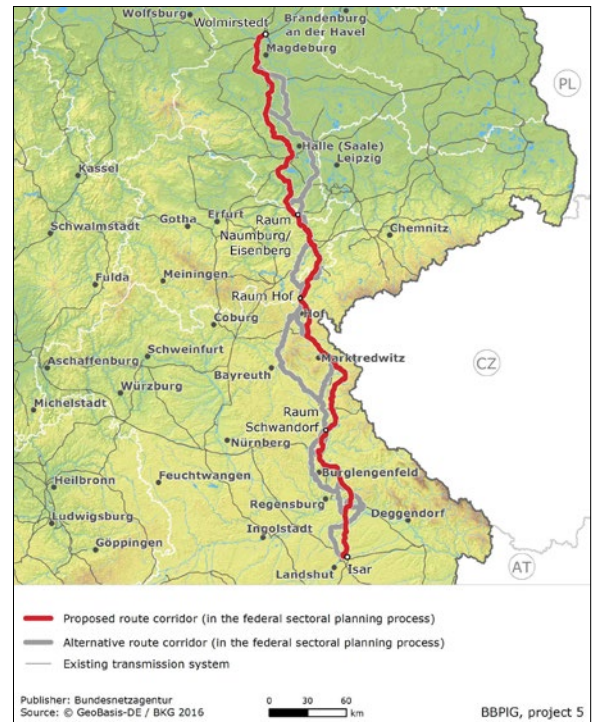 Wolfsburg
Wolmirstedt
Brandenburg
an der Havel
Magdeburg
PL
Halle (Saale)
Leipzig
Kassel
Schwalmstadt
Gotha
Erfurt
Raum
Naumburg/
Eisenberg
Chemnitz
Fulda
Meiningen
Raum Hof
Hof
Coburg
Schweinfurt
Marktredwitz
CZ
Aschaffenburg
Bayreuth
Würzburg
Michelstadt
Raum
Schwandorf
Nürnberg
Burglengenfeld
Heilbronn
Feuchtwangen
Regensburg
Deggendorf
Ludwigsburg
Ingolstadt
Göppingen
Landshut
Isar
AT
Proposed route corridor (in the federal sectoral planning process)
Alternative route corridor (in the federal sectoral planning process)
Existing transmission system
Publisher: Bundesnetzagentur
Source: © GeoBasis-DE / BKG 2016
0 30 60
km
BBPlG, project 5